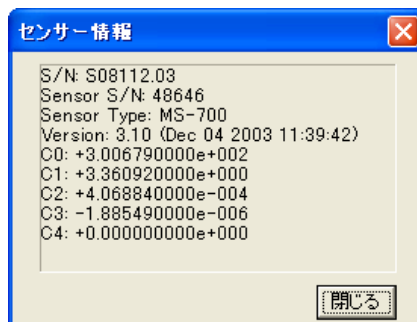 センサー情報
S/N: S08112.03
Sensor S/N: 48646
Sensor Type: MS-700
Version: 3.10 (Dec 04 2003 11:39:42)
C0: +3.006790000e+002
C1: +3.360920000e+000
C2: +4.068840000e-004
C3: -1.885490000e-006
C4: +0.000000000e+000
閉じる